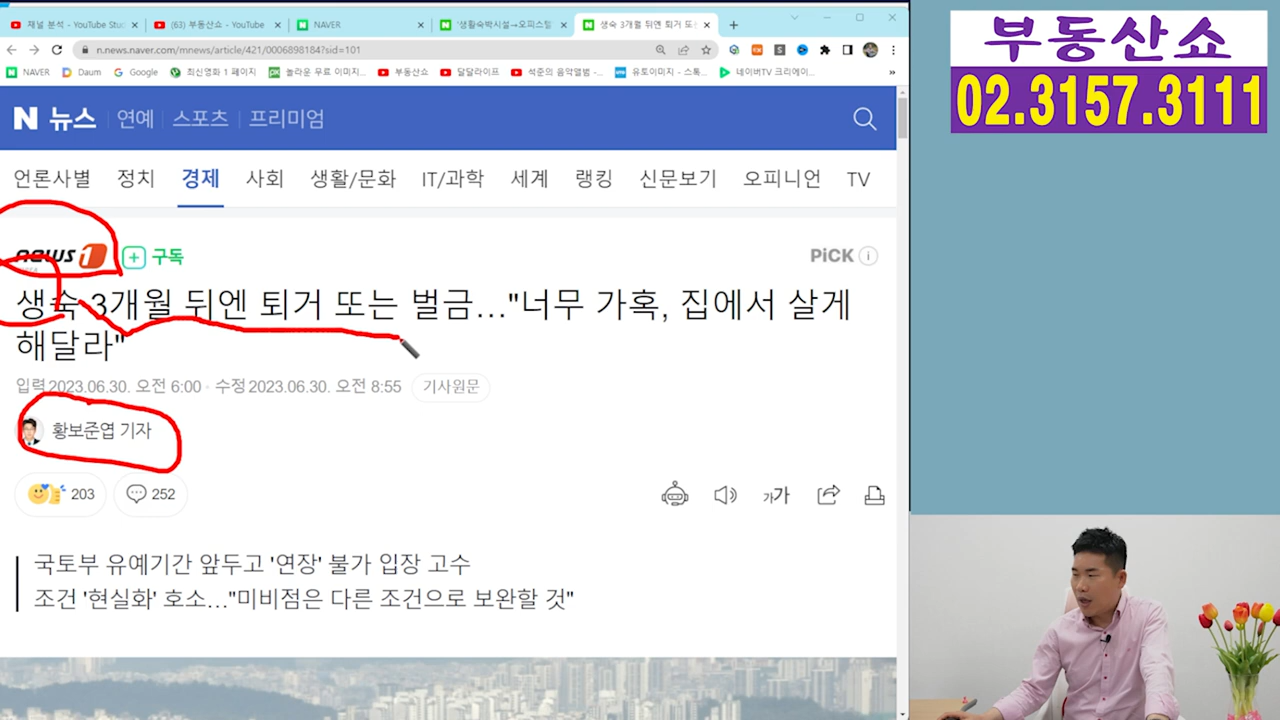 재널 분석 - YouTube Stu
(63) 부동산쇼 - YouTube
NAVER
'생활숙박시설→오피스텔'
생숙 3개월 뒤엔 퇴거 또는
n.news.naver.com/mnews/article/421/0006898184?sid=101
NAVER
Daum
Google
최신영화 1 페이지
놀라운 무료 이미지...
부동산쇼
달달라이프
석준의 음악앨범 -...
유토이미지 - 스톡...
네이버TV 크리에이...
N 뉴스 연예 스포츠 프리미엄
언론사별 정치 경제 사회 생활/문화 IT/과학 세계 랭킹 신문보기 오피니언 TV
news1 구독
PiCK
생숙 3개월 뒤엔 퇴거 또는 벌금…"너무 가혹, 집에서 살게
해달라"
입력 2023.06.30. 오전 6:00 · 수정 2023.06.30. 오전 8:55 기사원문
황보준엽 기자
203 252
가가
국토부 유예기간 앞두고 '연장' 불가 입장 고수
조건 '현실화' 호소…"미비점은 다른 조건으로 보완할 것"
부동산쇼
02.3157.3111